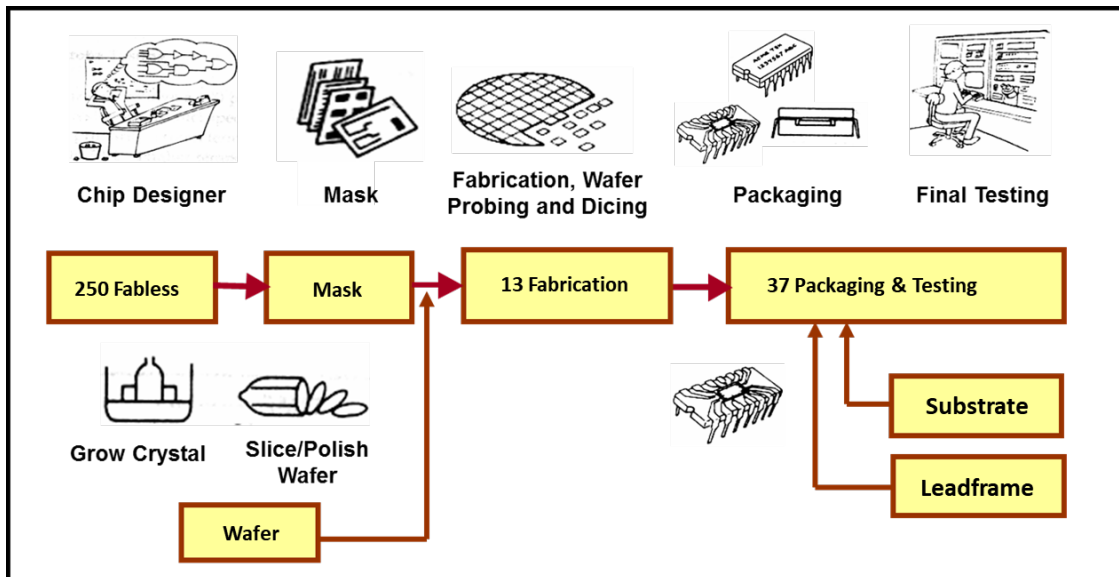 Chip Designer
Mask
Fabrication, Wafer
Probing and Dicing
Packaging
Final Testing
250 Fabless
Mask
13 Fabrication
37 Packaging & Testing
Grow Crystal
Slice/Polish
Wafer
Substrate
Leadframe
Wafer